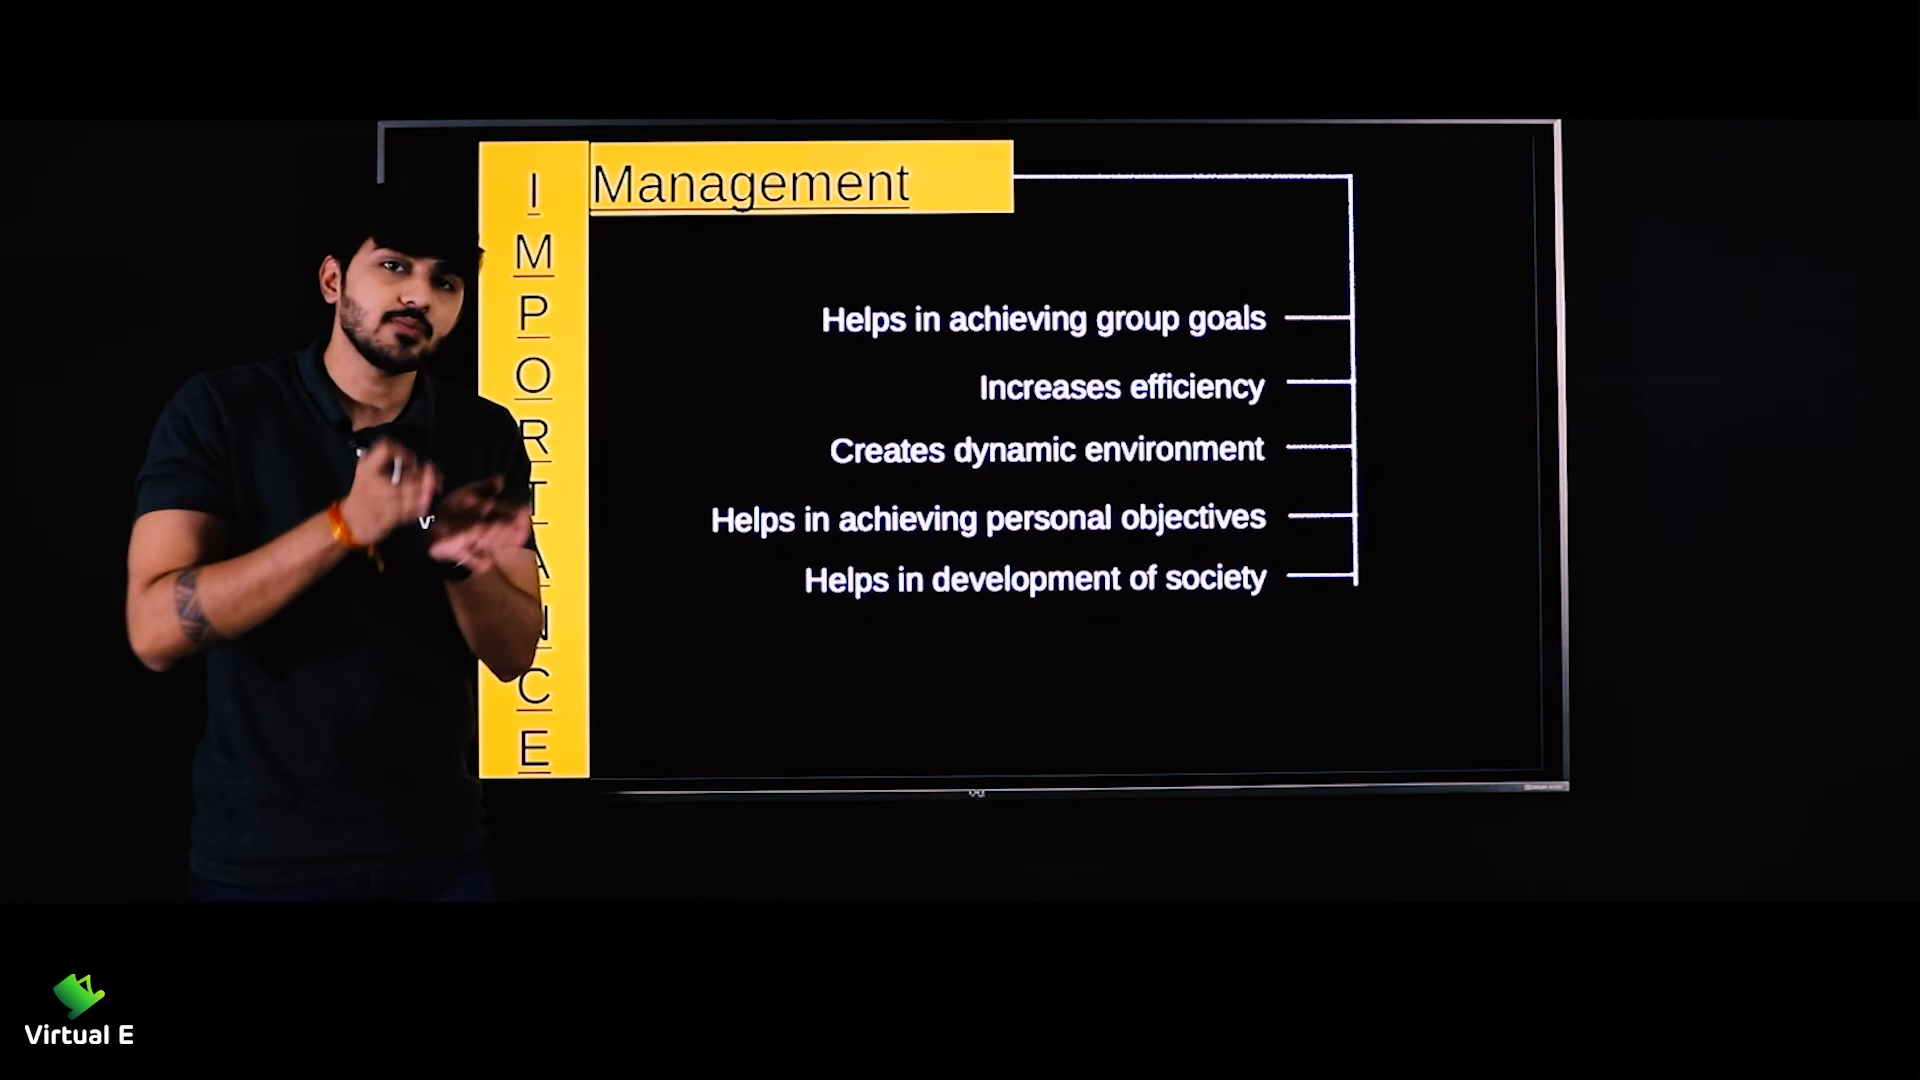 IMPORTANCE
Management
Helps in achieving group goals
Increases efficiency
Creates dynamic environment
Helps in achieving personal objectives
Helps in development of society
Virtual E